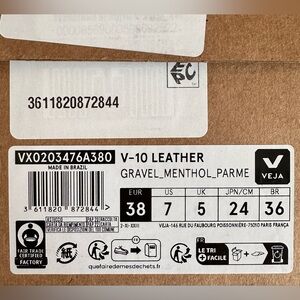 3611820872844
VX0203476A380
MADE IN BRAZIL
V-10 LEATHER
GRAVEL_MENTHOL_PARME
VEJA
EUR US UK JPN/CM BR
38 7 5 24 36
3 611820 872844
VEJA-146 RUE DU FAUBOURG POISSONNIÈRE-75010 PARIS FRANCE
FAIR TRADE
CERTIFIED
FACTORY
FR
LE TRI
+ FACILE
quefairedemesdechets.fr